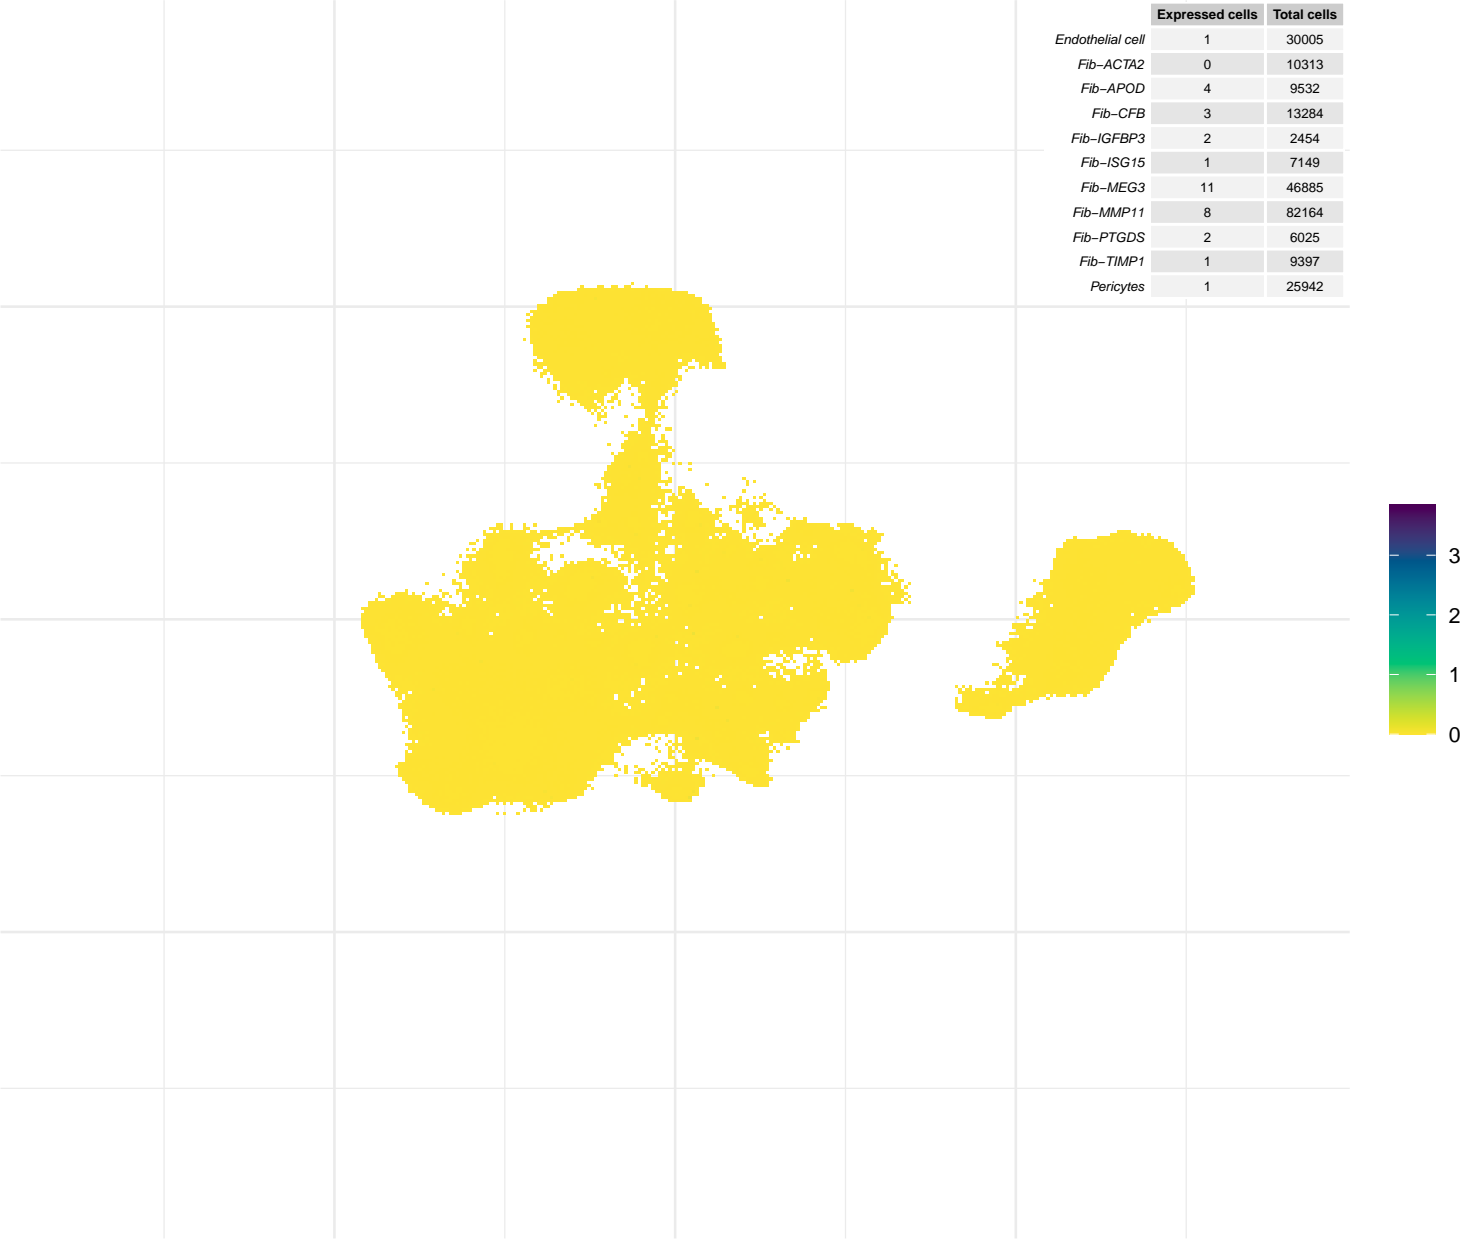 Expressed cells Total cells
Endothelial cell 1 30005
Fib−ACTA2 0 10313
Fib−APOD 4 9532
Fib−CFB 3 13284
Fib−IGFBP3 2 2454
Fib−ISG15 1 7149
Fib−MEG3 11 46885
Fib−MMP11 8 82164
Fib−PTGDS 2 6025
Fib−TIMP1 1 9397
Pericytes 1 25942
3
2
1
0